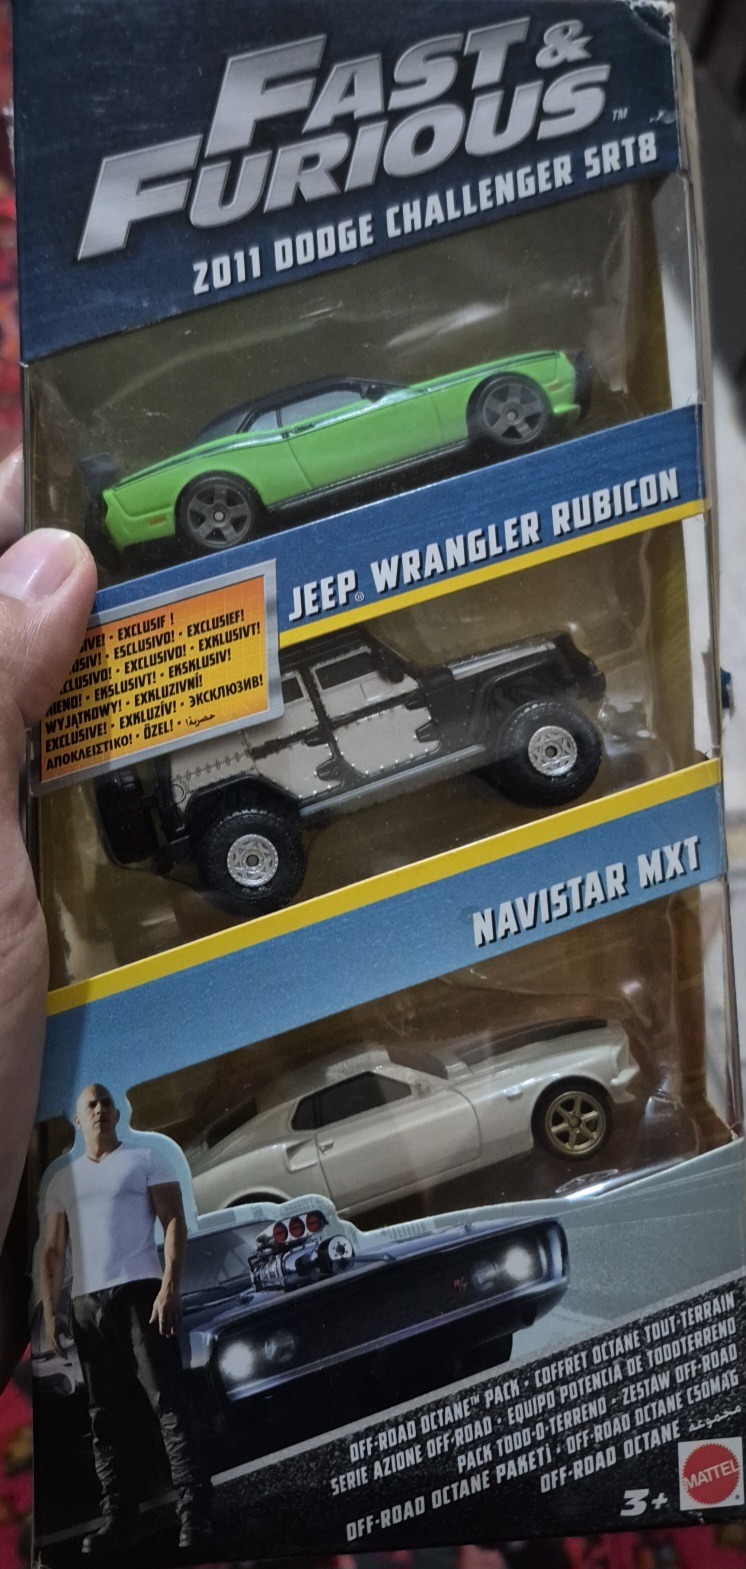 FAST &
FURIOUS™
2011 DODGE CHALLENGER SRT8
JEEP® WRANGLER RUBICON
EXCLUSIF !
ESCLUSIVO! · EXCLUSIEF!
EXCLUSIVO! · EXKLUSIVT!
EKSLUSIVT! · EKSKLUSIV!
WYJĄTKOWY! · EXKLUZIVNÍ!
EXCLUSIVE! · EXKLUZÍV! · ЭКСКЛЮЗИВ!
ΑΠΟΚΛΕΙΣΤΙΚΟ! · ÖZEL! · حصرية!
NAVISTAR MXT
OFF-ROAD OCTANE™ PACK · COFFRET OCTANE TOUT-TERRAIN
SERIE AZIONE OFF-ROAD · EQUIPO POTENCIA DE TODOTERRENO
PACK TODO-O-TERRENO · ZESTAW OFF-ROAD
OFF-ROAD OCTANE PAKETİ · OFF-ROAD OCTANE CSOMAG
OFF-ROAD OCTANE مجموعة
3+
MATTEL